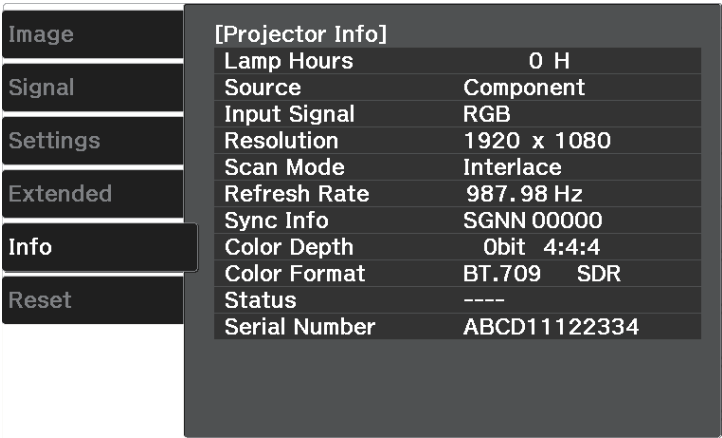 Image
Signal
Settings
Extended
Info
Reset
[Projector Info]
Lamp Hours 0 H
Source Component
Input Signal RGB
Resolution 1920 x 1080
Scan Mode Interlace
Refresh Rate 987.98 Hz
Sync Info SGNN 00000
Color Depth 0bit 4:4:4
Color Format BT.709 SDR
Status ----
Serial Number ABCD11122334